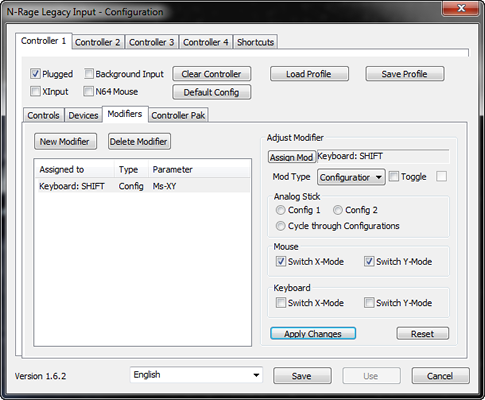 N-Rage Legacy Input - Configuration
Controller 1 Controller 2 Controller 3 Controller 4 Shortcuts
Plugged Background Input Clear Controller Load Profile Save Profile
XInput N64 Mouse Default Config
Controls Devices Modifiers Controller Pak
New Modifier Delete Modifier
Adjust Modifier
Assign Mod Keyboard: SHIFT
Assigned to Type Parameter
Keyboard: SHIFT Config Ms-XY
Mod Type Configuration Toggle
Analog Stick
Config 1 Config 2
Cycle through Configurations
Mouse
Switch X-Mode Switch Y-Mode
Keyboard
Switch X-Mode Switch Y-Mode
Apply Changes Reset
Version 1.6.2 English Save Use Cancel